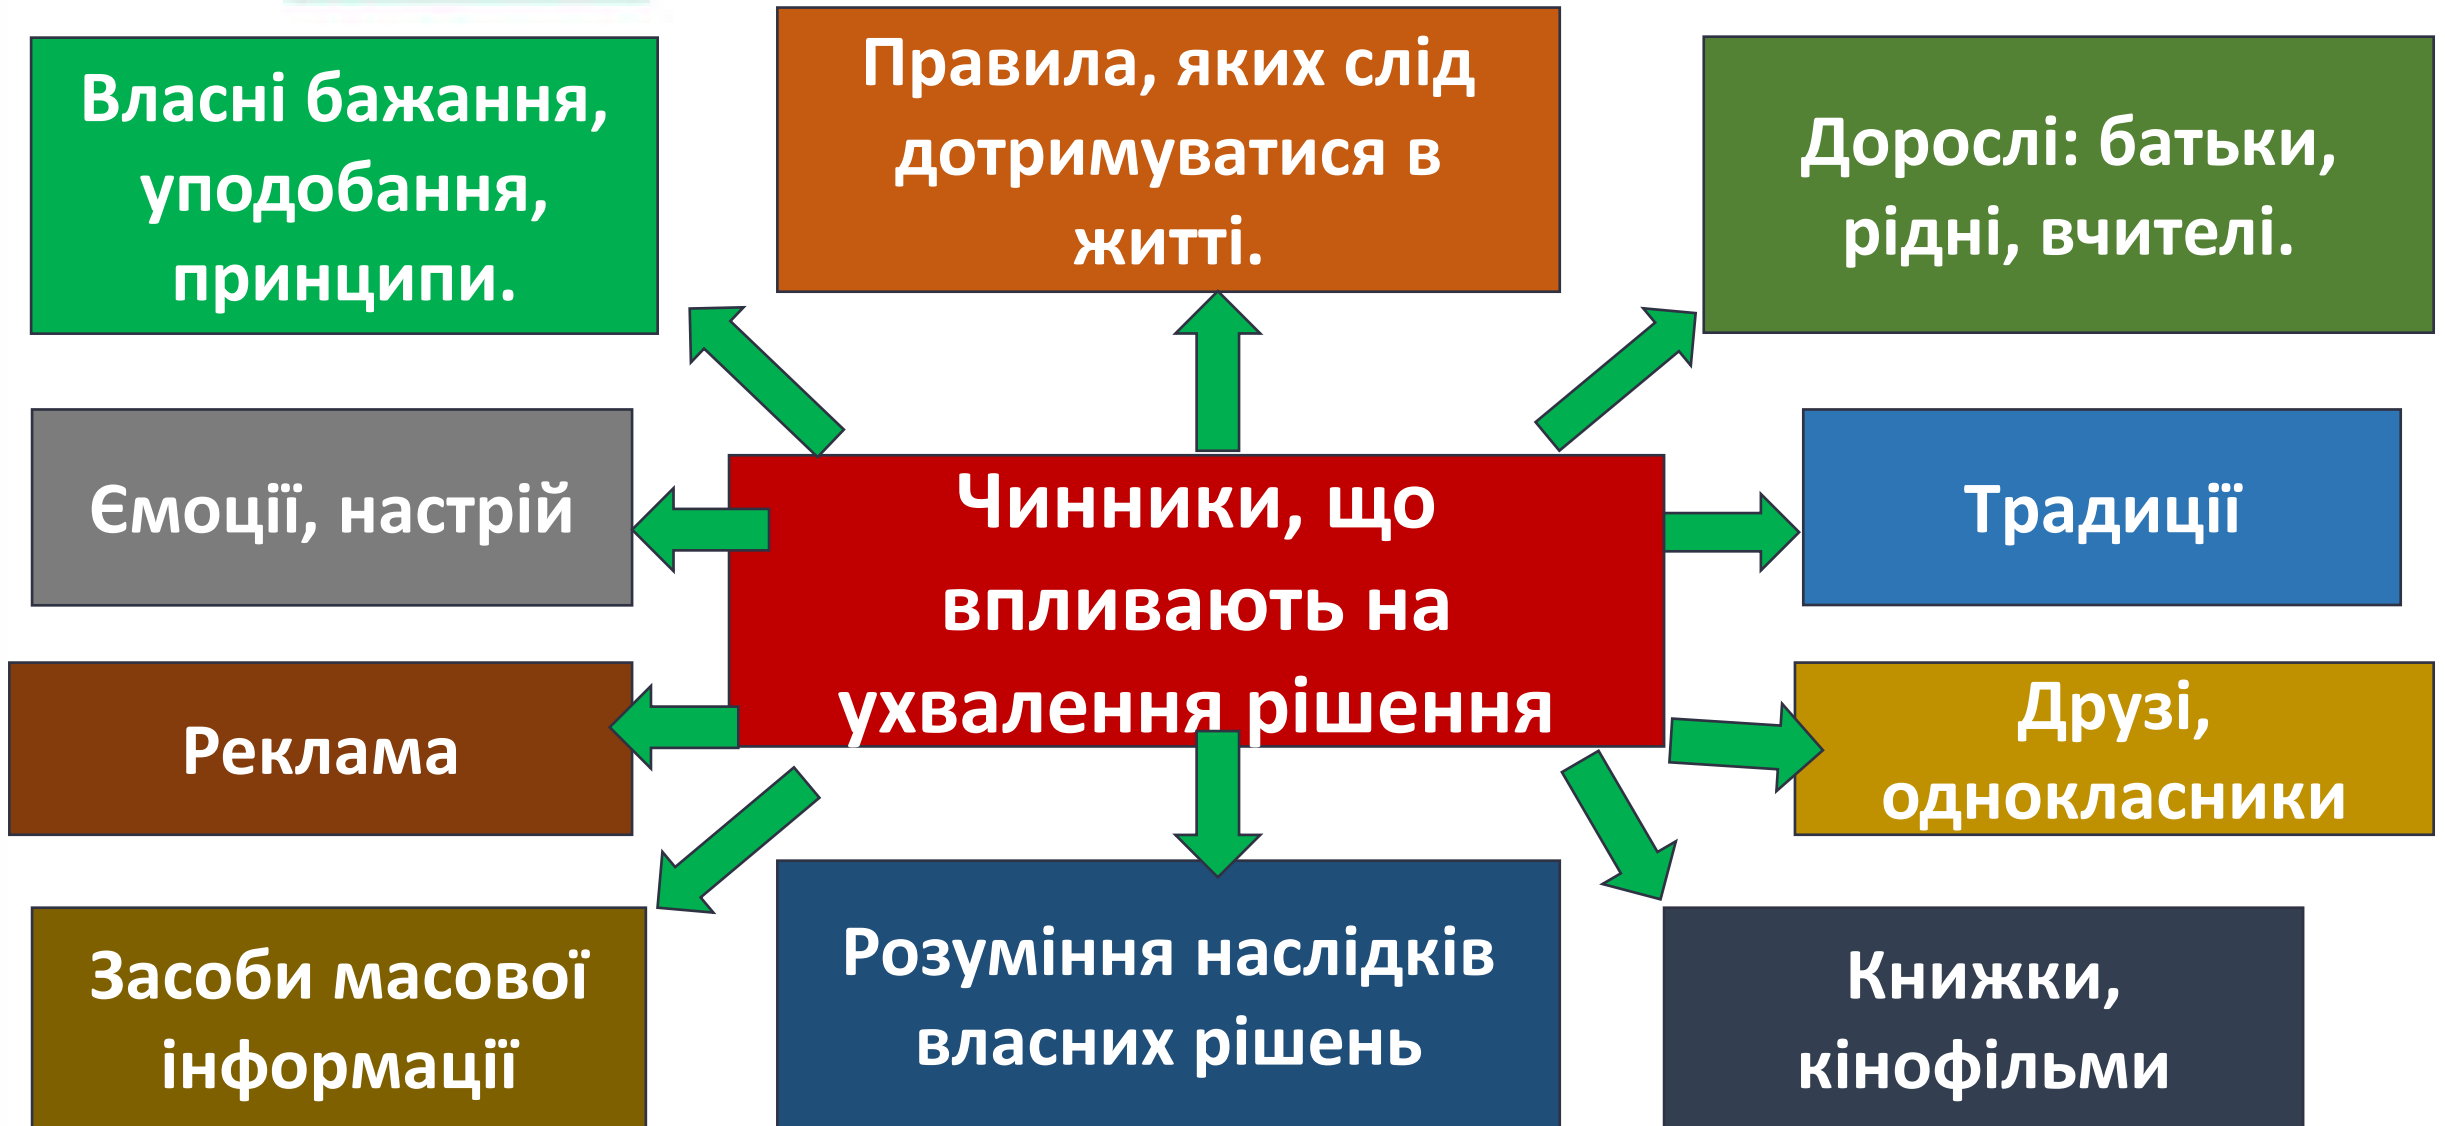 Власні бажання,
уподобання,
принципи.
Правила, яких слід
дотримуватися в
житті.
Дорослі: батьки,
рідні, вчителі.
Ємоції, настрій
Чинники, що
впливають на
ухвалення рішення
Традиції
Реклама
Друзі,
однокласники
Засоби масової
інформації
Розуміння наслідків
власних рішень
Книжки,
кінофільми